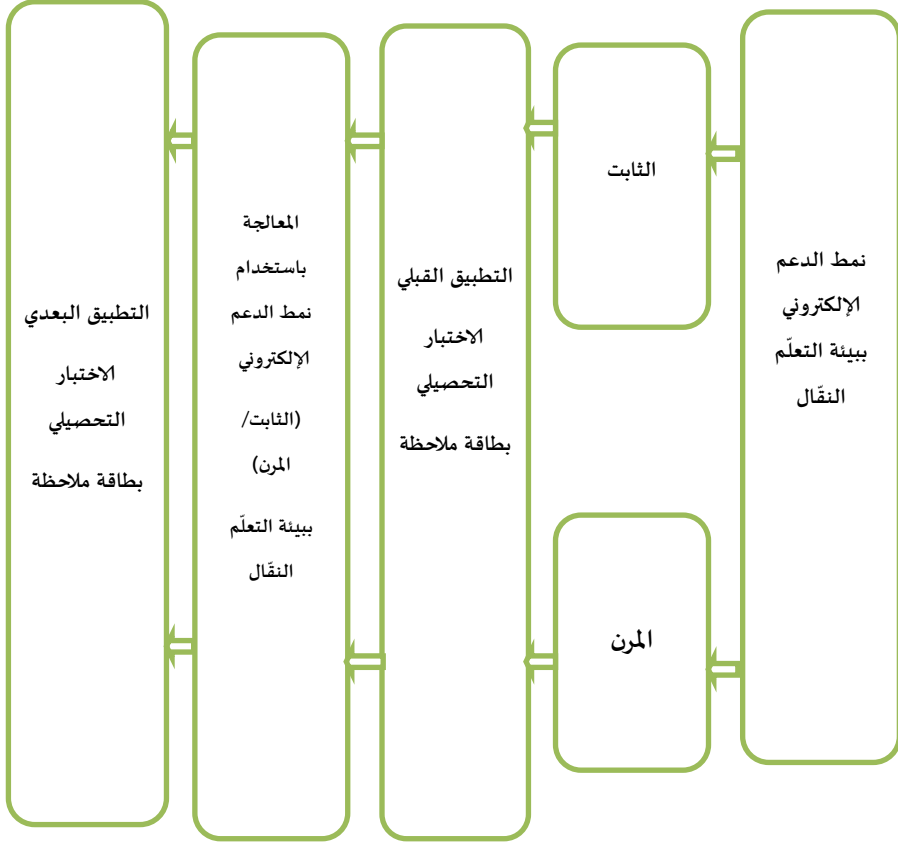 نمط الدعم
الإلكتروني
ببيئة التعلّم
النقّال
الثابت
المرن
التطبيق القبلي
الاختبار
التحصيلي
بطاقة ملاحظة
المعالجة
باستخدام
نمط الدعم
الإلكتروني
(الثابت/
المرن)
ببيئة التعلّم
النقّال
التطبيق البعدي
الاختبار
التحصيلي
بطاقة ملاحظة